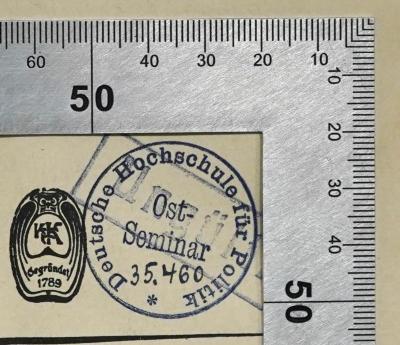 60 40 30 20 10
50
10
20
30
40
50
Deutsche Hochschule für Politik
Ost-
Seminar
35.460
*
KHK
Gegründet
1789